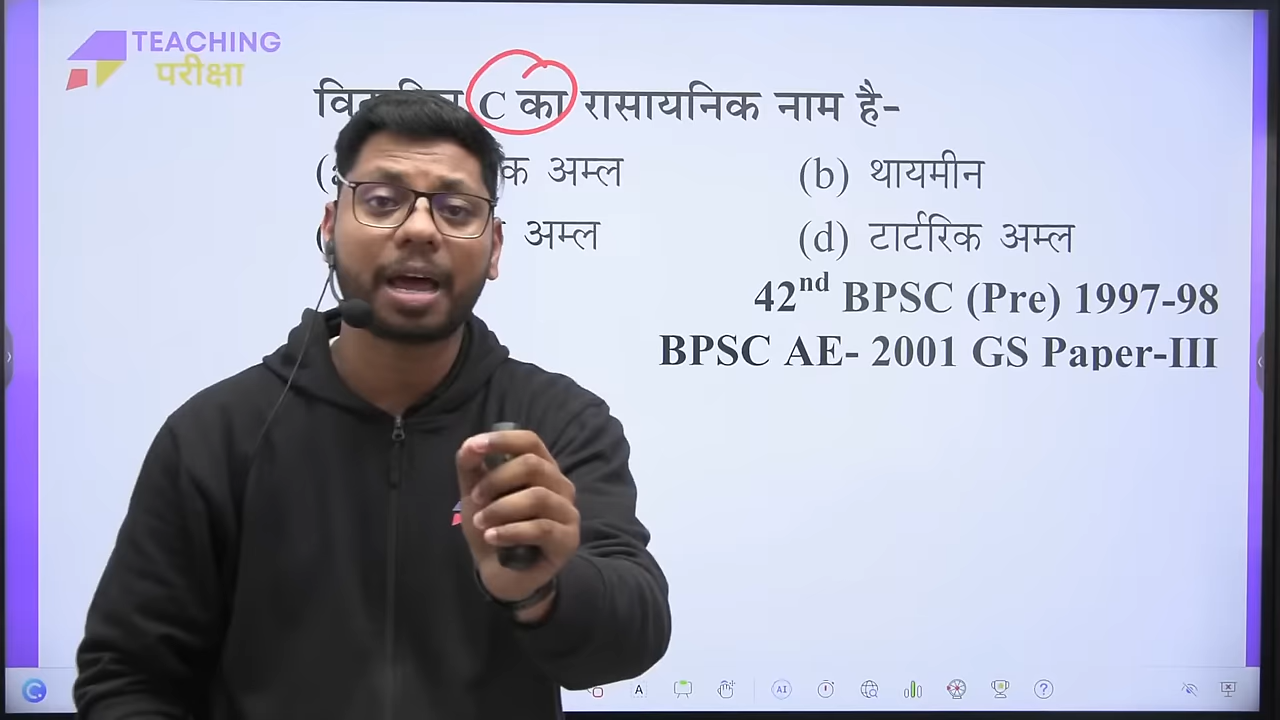 TEACHING
परीक्षा
C का रासायनिक नाम है-
अम्ल
(b) थायमीन
अम्ल
(d) टार्टरिक अम्ल
42nd BPSC (Pre) 1997-98
BPSC AE- 2001 GS Paper-III
A
AI
?